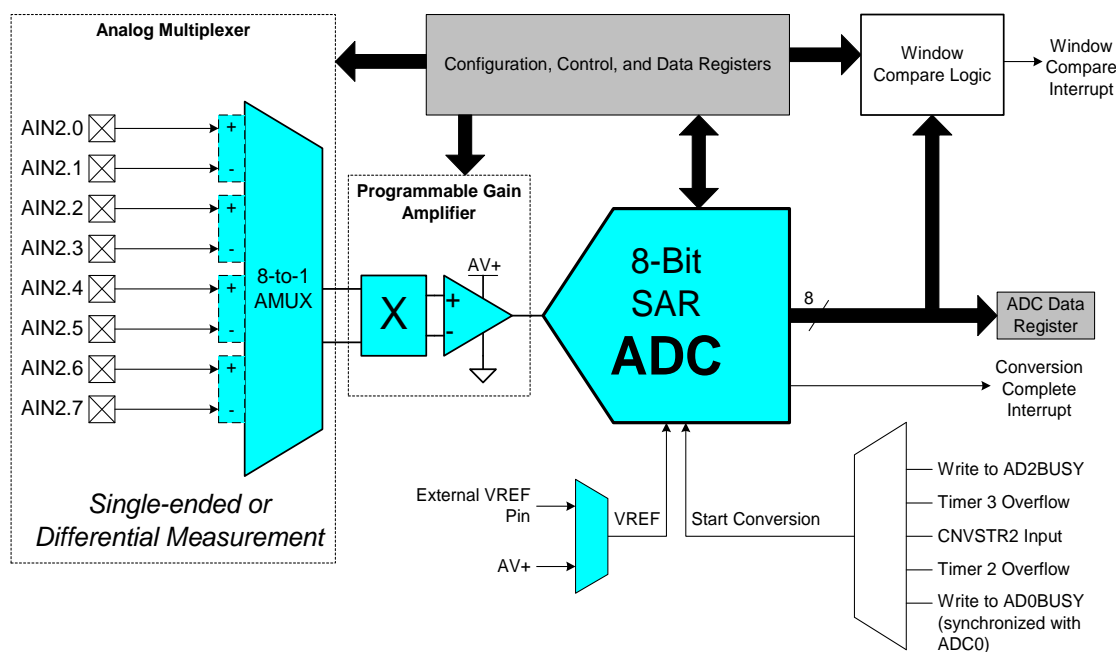 Analog Multiplexer
AIN2.0
AIN2.1
AIN2.2
AIN2.3
AIN2.4
AIN2.5
AIN2.6
AIN2.7
+
-
+
-
+
-
+
-
8-to-1
AMUX
Single-ended or
Differential Measurement
Configuration, Control, and Data Registers
Window
Compare Logic
Window
Compare
Interrupt
Programmable Gain
Amplifier
X
+
-
AV+
8-Bit
SAR
ADC
8
ADC Data
Register
Conversion
Complete
Interrupt
External VREF
Pin
AV+
VREF
Start Conversion
Write to AD2BUSY
Timer 3 Overflow
CNVSTR2 Input
Timer 2 Overflow
Write to AD0BUSY
(synchronized with
ADC0)